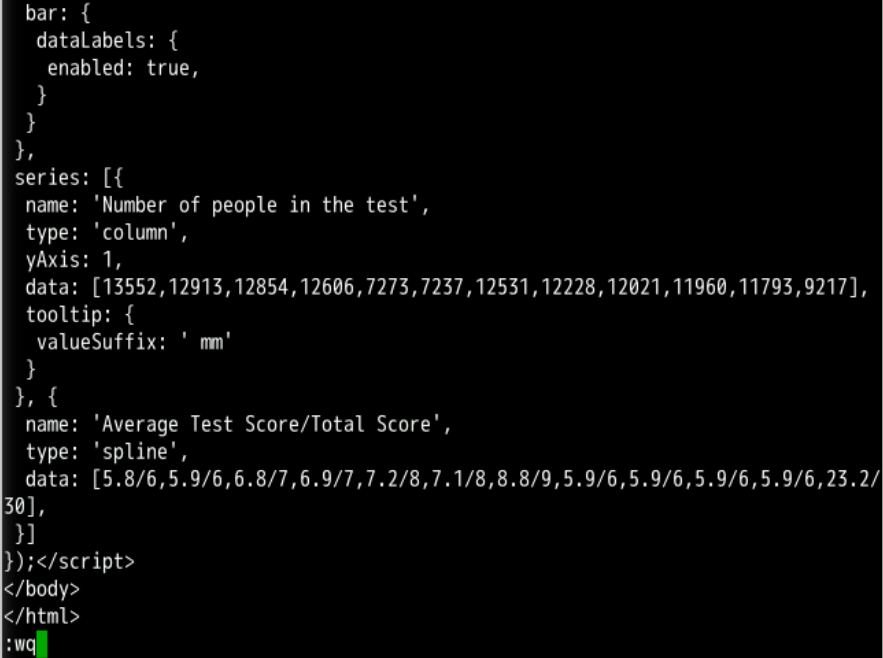 bar: {
dataLabels: {
enabled: true,
}
}
},
series: [{
name: 'Number of people in the test',
type: 'column',
yAxis: 1,
data: [13552,12913,12854,12606,7273,7237,12531,12228,12021,11960,11793,9217],
tooltip: {
valueSuffix: ' mm'
}
}, {
name: 'Average Test Score/Total Score',
type: 'spline',
data: [5.8/6,5.9/6,6.8/7,6.9/7,7.2/8,7.1/8,8.8/9,5.9/6,5.9/6,5.9/6,5.9/6,23.2/
30],
}]
});</script>
</body>
</html>
:wq